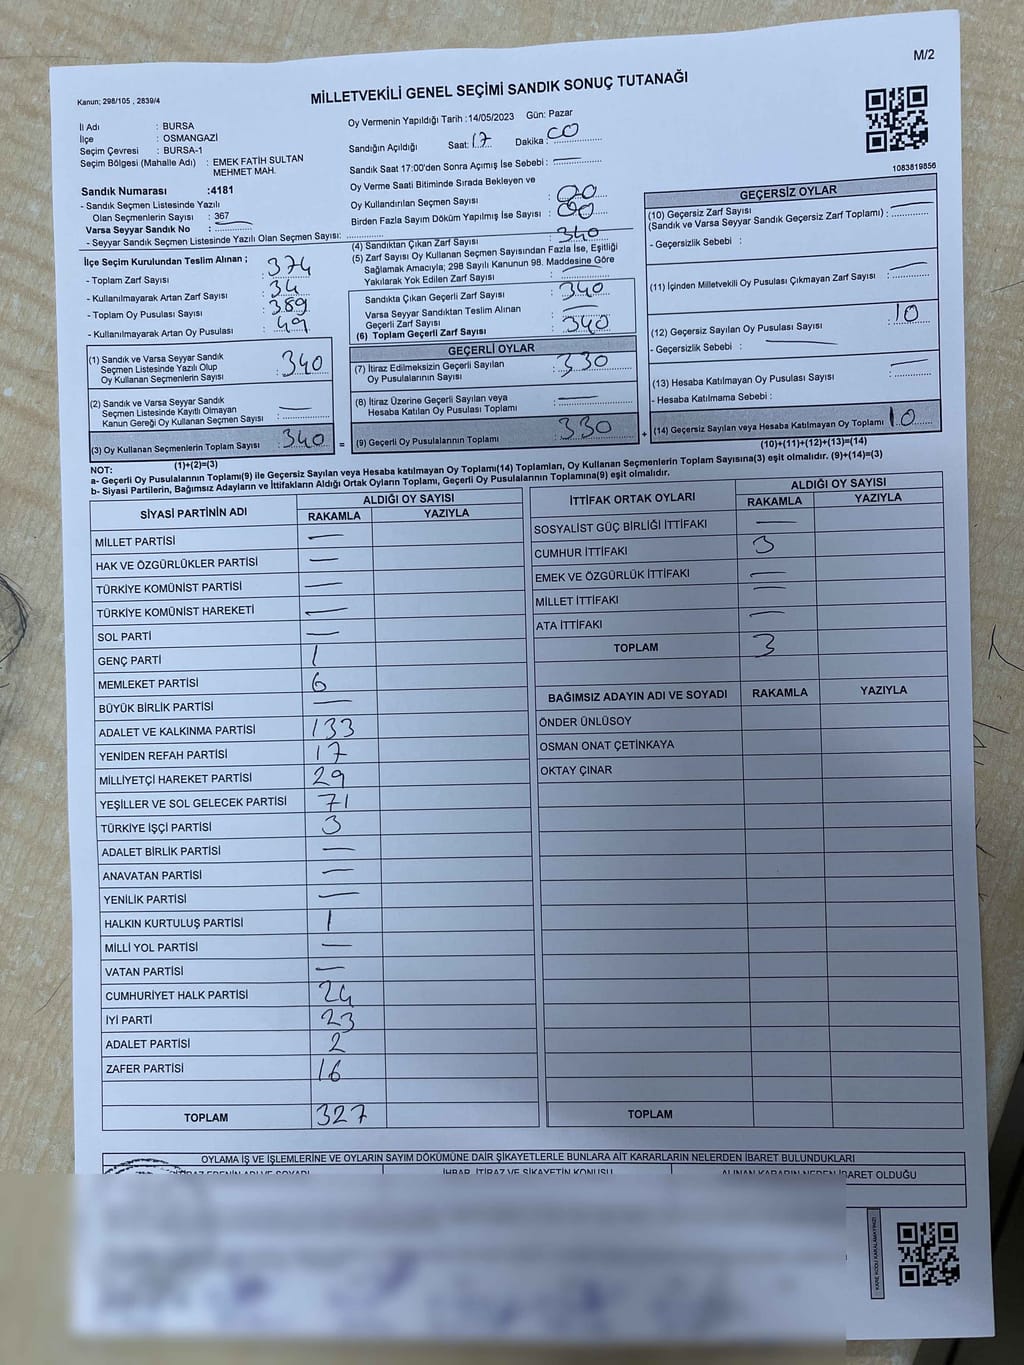 M/2
Kanun; 298/105 , 2839/4
MİLLETVEKİLİ GENEL SEÇİMİ SANDIK SONUÇ TUTANAĞI
İl Adı : BURSA
İlçe : OSMANGAZİ
Seçim Çevresi : BURSA-1
Seçim Bölgesi (Mahalle Adı) : EMEK FATİH SULTAN
MEHMET MAH.
Sandık Numarası :4181
- Sandık Seçmen Listesinde Yazılı
Olan Seçmenlerin Sayısı : 367
Varsa Seyyar Sandık No :
- Seyyar Sandık Seçmen Listesinde Yazılı Olan Seçmen Sayısı:
Oy Vermenin Yapıldığı Tarih :14/05/2023 Gün: Pazar
Sandığın Açıldığı Saat: 17 Dakika: 00
Sandık Saat 17:00'den Sonra Açımış İse Sebebi : —
Oy Verme Saati Bitiminde Sırada Bekleyen ve
Oy Kullandırılan Seçmen Sayısı : 00
Birden Fazla Sayım Döküm Yapılmış İse Sayısı : 00
1083819856
İlçe Seçim Kurulundan Teslim Alınan ;
- Toplam Zarf Sayısı : 374
- Kullanılmayarak Artan Zarf Sayısı : 34
- Toplam Oy Pusulası Sayısı : 389
- Kullanılmayarak Artan Oy Pusulası : 49
(4) Sandıktan Çıkan Zarf Sayısı : 340
(5) Zarf Sayısı Oy Kullanan Seçmen Sayısından Fazla İse, Eşitliği
Sağlamak Amacıyla; 298 Sayılı Kanunun 98. Maddesine Göre
Yakılarak Yok Edilen Zarf Sayısı : —
Sandıkta Çıkan Geçerli Zarf Sayısı : 340
Varsa Seyyar Sandıktan Teslim Alınan
Geçerli Zarf Sayısı : —
(6) Toplam Geçerli Zarf Sayısı : 340
(1) Sandık ve Varsa Seyyar Sandık
Seçmen Listesinde Yazılı Olup
Oy Kullanan Seçmenlerin Sayısı : 340
(2) Sandık ve Varsa Seyyar Sandık
Seçmen Listesinde Kayıtlı Olmayan
Kanun Gereği Oy Kullanan Seçmen Sayısı : —
(3) Oy Kullanan Seçmenlerin Toplam Sayısı : 340
(1)+(2)=(3)
GEÇERLİ OYLAR
(7) İtiraz Edilmeksizin Geçerli Sayılan
Oy Pusulalarının Sayısı : 330
(8) İtiraz Üzerine Geçerli Sayılan veya
Hesaba Katılan Oy Pusulası Toplamı : —
= (9) Geçerli Oy Pusulalarının Toplamı : 330 +
GEÇERSİZ OYLAR
(10) Geçersiz Zarf Sayısı
(Sandık ve Varsa Seyyar Sandık Geçersiz Zarf Toplamı) : —
- Geçersizlik Sebebi :
(11) İçinden Milletvekili Oy Pusulası Çıkmayan Zarf Sayısı : —
(12) Geçersiz Sayılan Oy Pusulası Sayısı : 10
- Geçersizlik Sebebi : —
(13) Hesaba Katılmayan Oy Pusulası Sayısı : —
- Hesaba Katılmama Sebebi :
(14) Geçersiz Sayılan veya Hesaba Katılmayan Oy Toplamı : 10
(10)+(11)+(12)+(13)=(14)
NOT:
a- Geçerli Oy Pusulalarının Toplamı(9) ile Geçersiz Sayılan veya Hesaba katılmayan Oy Toplamı(14) Toplamları, Oy Kullanan Seçmenlerin Toplam Sayısına(3) eşit olmalıdır. (9)+(14)=(3)
b- Siyasi Partilerin, Bağımsız Adayların ve İttifakların Aldığı Ortak Oyların Toplamı, Geçerli Oy Pusulalarının Toplamına(9) eşit olmalıdır.
SİYASİ PARTİNİN ADI ALDIĞI OY SAYISI
RAKAMLA YAZIYLA
MİLLET PARTİSİ —
HAK VE ÖZGÜRLÜKLER PARTİSİ —
TÜRKİYE KOMÜNİST PARTİSİ —
TÜRKİYE KOMÜNİST HAREKETİ —
SOL PARTİ —
GENÇ PARTİ 1
MEMLEKET PARTİSİ 6
BÜYÜK BİRLİK PARTİSİ —
ADALET VE KALKINMA PARTİSİ 133
YENİDEN REFAH PARTİSİ 17
MİLLİYETÇİ HAREKET PARTİSİ 29
YEŞİLLER VE SOL GELECEK PARTİSİ 71
TÜRKİYE İŞÇİ PARTİSİ 3
ADALET BİRLİK PARTİSİ —
ANAVATAN PARTİSİ —
YENİLİK PARTİSİ —
HALKIN KURTULUŞ PARTİSİ 1
MİLLİ YOL PARTİSİ —
VATAN PARTİSİ —
CUMHURİYET HALK PARTİSİ 24
İYİ PARTİ 23
ADALET PARTİSİ 2
ZAFER PARTİSİ 16
TOPLAM 327
İTTİFAK ORTAK OYLARI ALDIĞI OY SAYISI
RAKAMLA YAZIYLA
SOSYALİST GÜÇ BİRLİĞİ İTTİFAKI —
CUMHUR İTTİFAKI 3
EMEK VE ÖZGÜRLÜK İTTİFAKI —
MİLLET İTTİFAKI —
ATA İTTİFAKI —
TOPLAM 3
BAĞIMSIZ ADAYIN ADI VE SOYADI RAKAMLA YAZIYLA
ÖNDER ÜNLÜSOY
OSMAN ONAT ÇETİNKAYA
OKTAY ÇINAR
TOPLAM
OYLAMA İŞ VE İŞLEMLERİNE VE OYLARIN SAYIM DÖKÜMÜNE DAİR ŞİKAYETLERLE BUNLARA AİT KARARLARIN NELERDEN İBARET BULUNDUKLARI
İTİRAZ EDENİN ADI VE SOYADI İHBAR, İTİRAZ VE ŞİKAYETİN KONUSU ALINAN KARARIN NEDEN İBARET OLDUĞU
KARE KODU KARALAMAYINIZ!